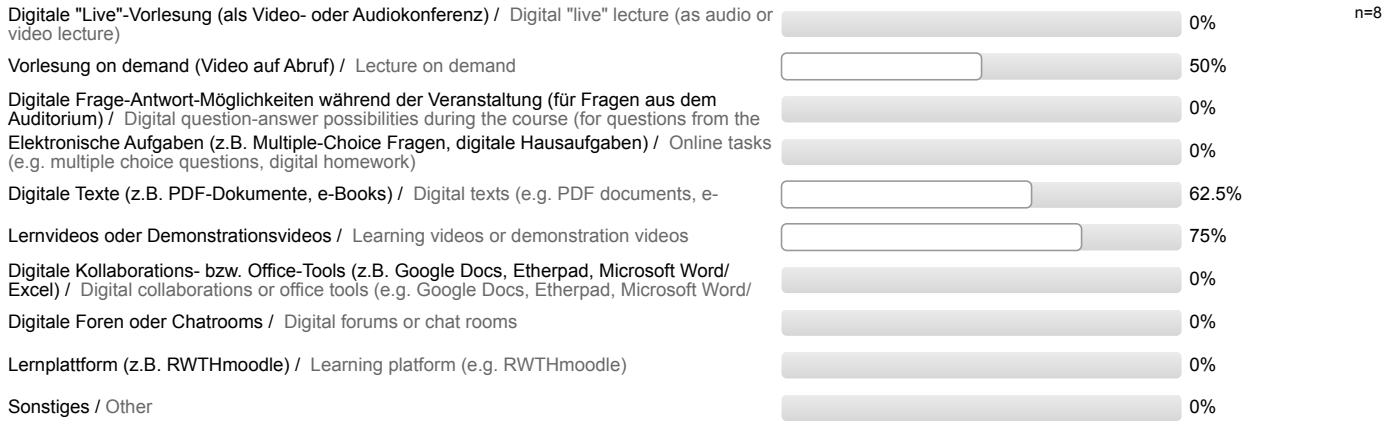 Digitale "Live"-Vorlesung (als Video- oder Audiokonferenz) / Digital "live" lecture (as audio or
video lecture)
0%
n=8
Vorlesung on demand (Video auf Abruf) / Lecture on demand
50%
Digitale Frage-Antwort-Möglichkeiten während der Veranstaltung (für Fragen aus dem
Auditorium) / Digital question-answer possibilities during the course (for questions from the
0%
Elektronische Aufgaben (z.B. Multiple-Choice Fragen, digitale Hausaufgaben) / Online tasks
(e.g. multiple choice questions, digital homework)
0%
Digitale Texte (z.B. PDF-Dokumente, e-Books) / Digital texts (e.g. PDF documents, e-
62.5%
Lernvideos oder Demonstrationsvideos / Learning videos or demonstration videos
75%
Digitale Kollaborations- bzw. Office-Tools (z.B. Google Docs, Etherpad, Microsoft Word/
Excel) / Digital collaborations or office tools (e.g. Google Docs, Etherpad, Microsoft Word/
0%
Digitale Foren oder Chatrooms / Digital forums or chat rooms
0%
Lernplattform (z.B. RWTHmoodle) / Learning platform (e.g. RWTHmoodle)
0%
Sonstiges / Other
0%